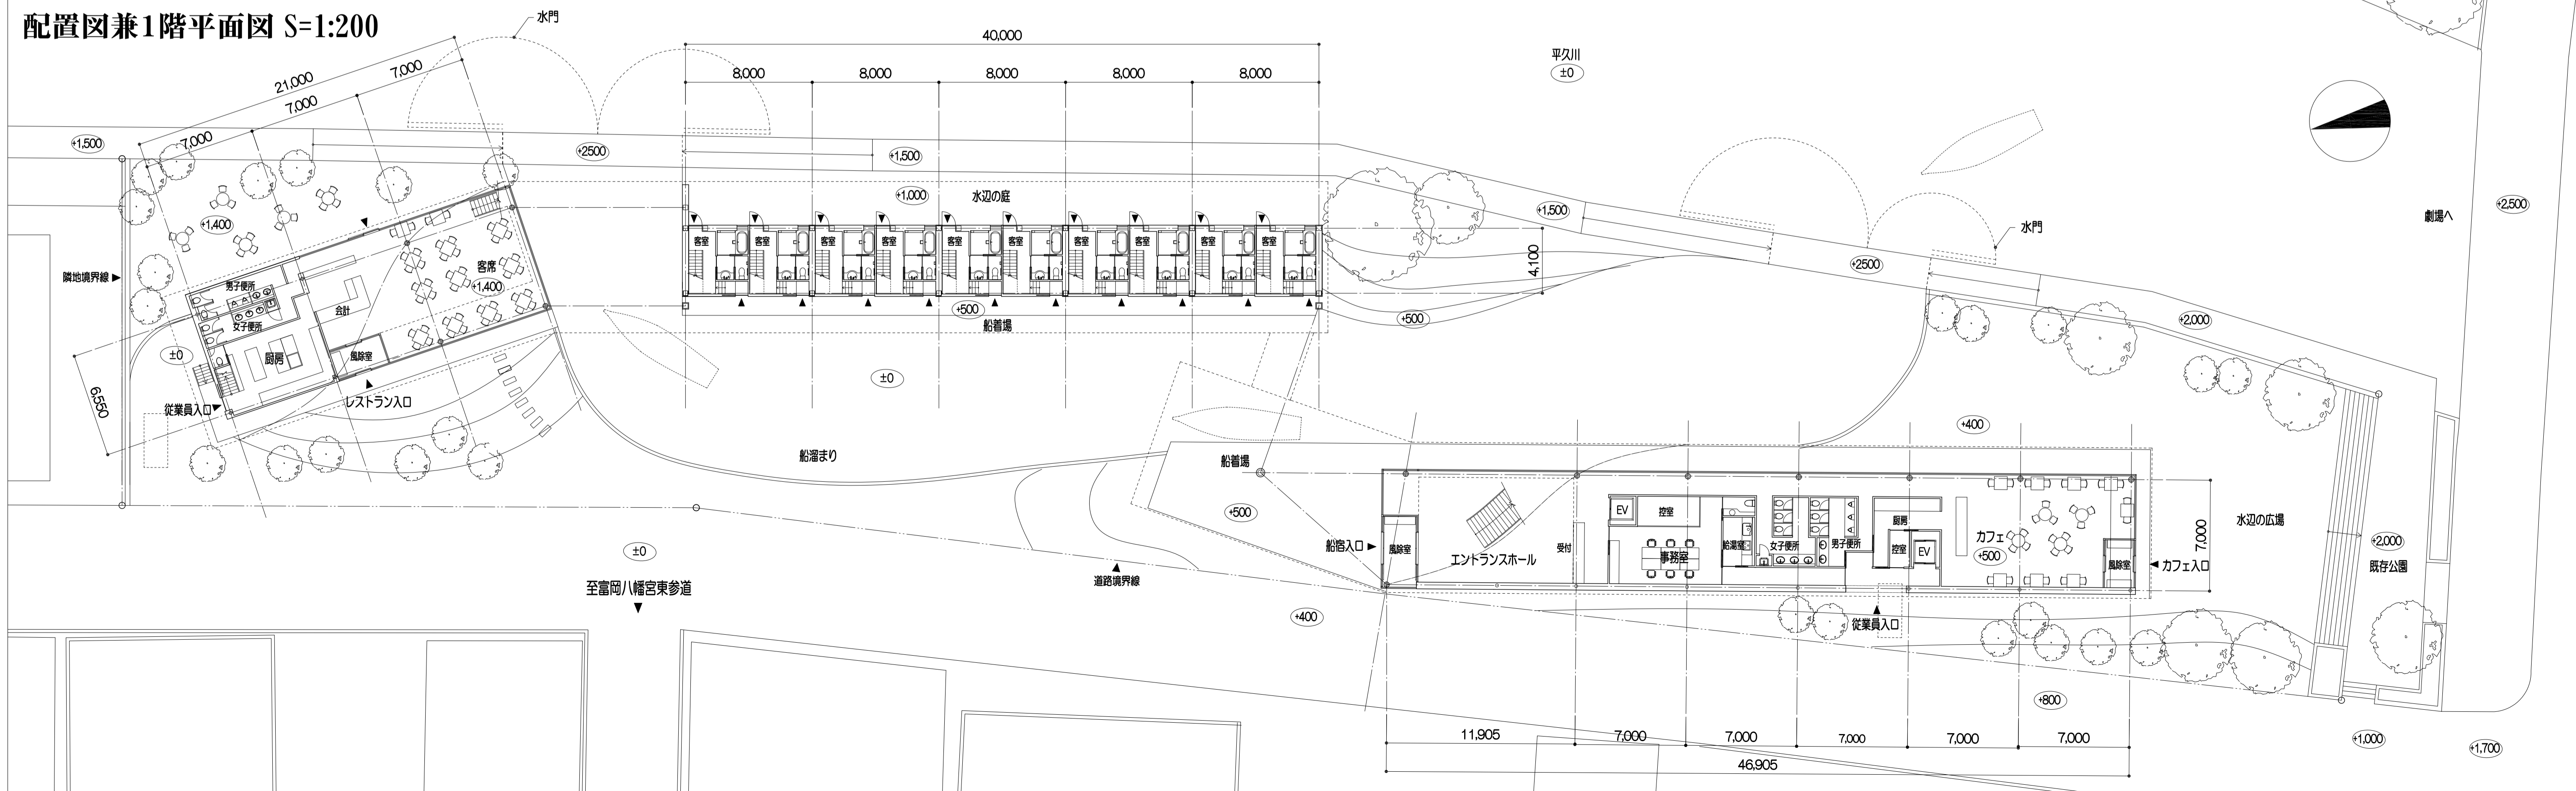 配置図兼1階平面図 S=1:200
水門
40,000
8,000
8,000
8,000
8,000
8,000
平久川
±0
21,000
7,000
7,000
7,000
+1,500
+2500
+1,500
+1,000
水辺の庭
+1,400
隣地境界線
男子便所
女子便所
会計
客席
+1,400
厨房
風除室
±0
従業員入口
レストラン入口
6,550
客室
客室
客室
客室
客室
客室
客室
客室
客室
客室
+500
船着場
4,100
+500
±0
船溜まり
+1,500
+2500
水門
+2,000
劇場へ
+2,500
+400
船着場
+500
船宿入口
風除室
エントランスホール
受付
EV
控室
事務室
給湯室
女子便所
男子便所
厨房
控室
EV
カフェ
+500
風除室
カフェ入口
7,000
水辺の広場
+2,000
既存公園
±0
至富岡八幡宮東参道
道路境界線
+400
従業員入口
+800
+1,000
+1,700
11,905
7,000
7,000
7,000
7,000
7,000
46,905